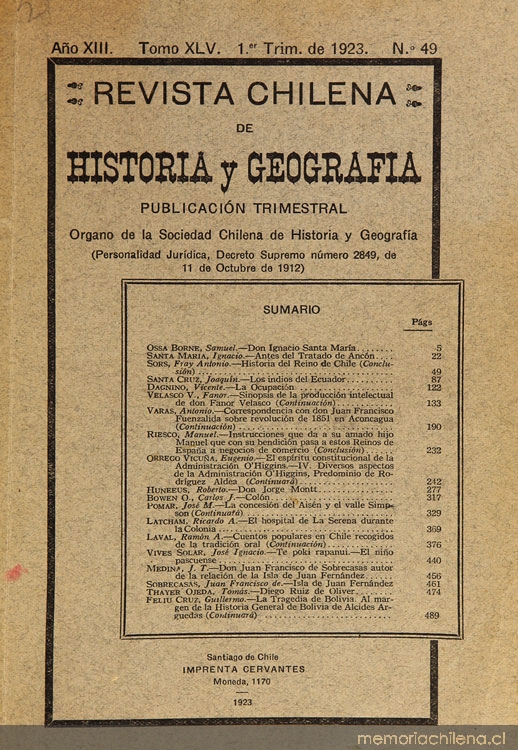 Año XIII. Tomo XLV. 1.er Trim. de 1923. N.º 49
REVISTA CHILENA
DE
HISTORIA y GEOGRAFIA
PUBLICACIÓN TRIMESTRAL
Organo de la Sociedad Chilena de Historia y Geografía
(Personalidad Jurídica, Decreto Supremo número 2849, de
11 de Octubre de 1912)
SUMARIO
Págs
OSSA BORNE, Samuel.—Don Ignacio Santa María........ 5
SANTA MARIA, Ignacio.—Antes del Tratado de Ancón..... 22
SORS, Fray Antonio.—Historia del Reino de Chile (Conclu-
sión)........ 49
SANTA CRUZ, Joaquín.—Los indios del Ecuador........ 87
DAGNINO, Vicente.—La Ocupación........ 122
VELASCO V., Fanor.—Sinopsis de la producción intelectual
de don Fanor Velasco (Continuación)........ 133
VARAS, Antonio.—Correspondencia con don Juan Francisco
Fuenzalida sobre revolución de 1851 en Aconcagua
(Continuación)........ 190
RIESCO, Manuel.—Instrucciones que da a su amado hijo
Manuel que con su bendición pasa a estos Reinos de
España a negocios de comercio (Conclusión)........ 232
ORREGO VICUÑA, Eugenio.—El espíritu constitucional de la
Administración O'Higgins.—IV. Diversos aspectos
de la Administración O'Higgins, Predominio de Ro-
dríguez Aldea (Continuará)........ 242
HUNEEUS, Roberto.—Don Jorge Montt........ 277
BOWEN O., Carlos J.—Colón........ 317
POMAR, José M.—La concesión del Aisén y el valle Simp-
son (Continuará)........ 329
LATCHAM, Ricardo A.—El hospital de La Serena durante
la Colonia........ 369
LAVAL, Ramón A.—Cuentos populares en Chile recogidos
de la tradición oral (Continuación)........ 376
VIVES SOLAR, José Ignacio.—Te poki rapanui.—El niño
pascuense........ 440
MEDINA, J. T.—Don Juan Francisco de Sobrecasas autor
de la relación de la Isla de Juan Fernández........ 456
SOBRECASAS, Juan Francisco de.—Isla de Juan Fernández 461
THAYER OJEDA, Tomás.—Diego Ruiz de Oliver........ 474
FELIU CRUZ, Guillermo.—La Tragedia de Bolivia. Al mar-
gen de la Historia General de Bolivia de Alcides Ar-
guedas (Continuará)........ 489
Santiago de Chile
IMPRENTA CERVANTES
Moneda, 1170
1923
memoriachilena.cl